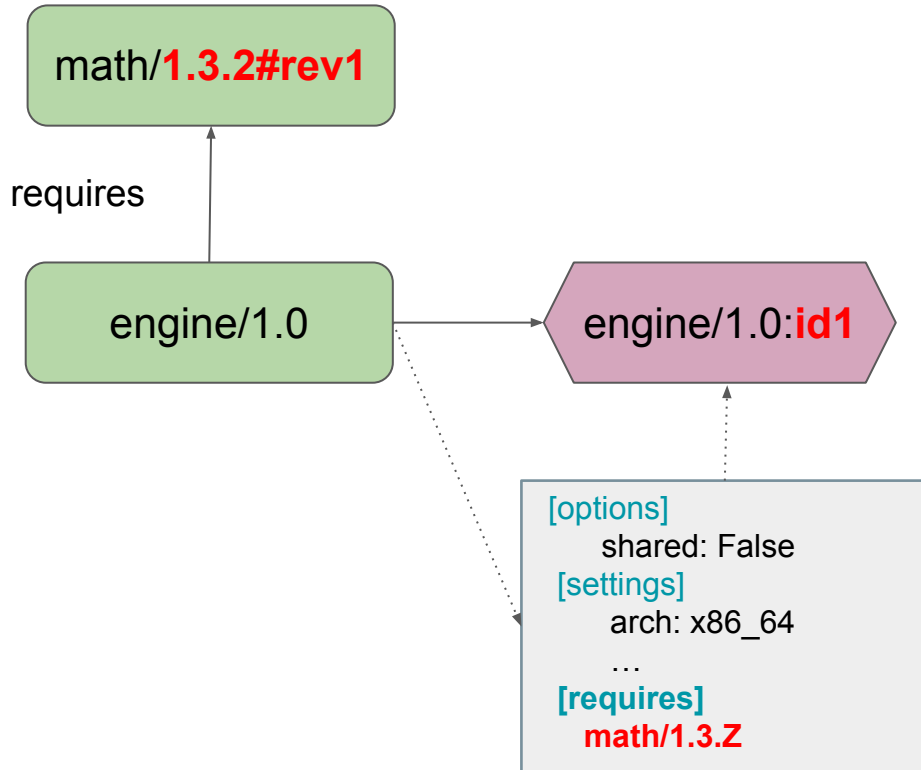 math/1.3.2#rev1
requires
engine/1.0
engine/1.0:id1
[options]
shared: False
[settings]
arch: x86_64
…
[requires]
math/1.3.Z